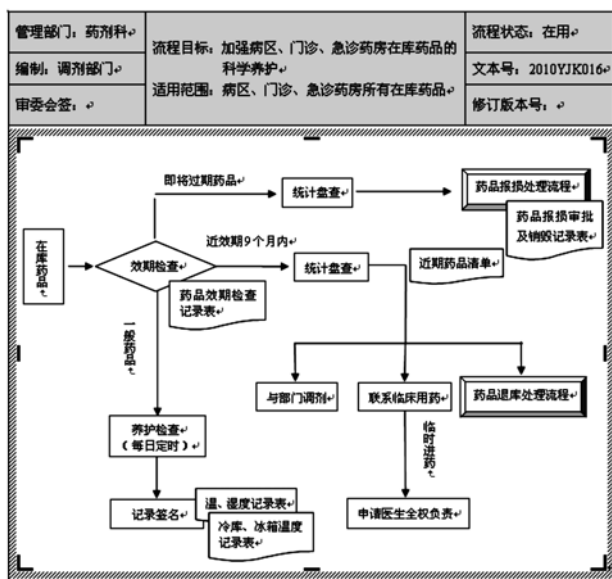 管理部门：药剂科
流程目标：加强病区、门诊、急诊药房在库药品的
科学养护
适用范围：病区、门诊、急诊药房所有在库药品
流程状态：在用
编制：调剂部门
文本号：2010YJK016
审委会签：
修订版本号：
即将过期药品
统计盘查
药品报损处理流程
药品报损审批
及销毁记录表
在库药品
效期检查
近效期9个月内
统计盘查
近期药品清单
药品效期检查
记录表
一般药品
与部门调剂
联系临床用药
药品退库处理流程
养护检查
（每日定时）
临时进药
记录签名
温、湿度记录表
冷库、冰箱温度
记录表
申请医生全权负责